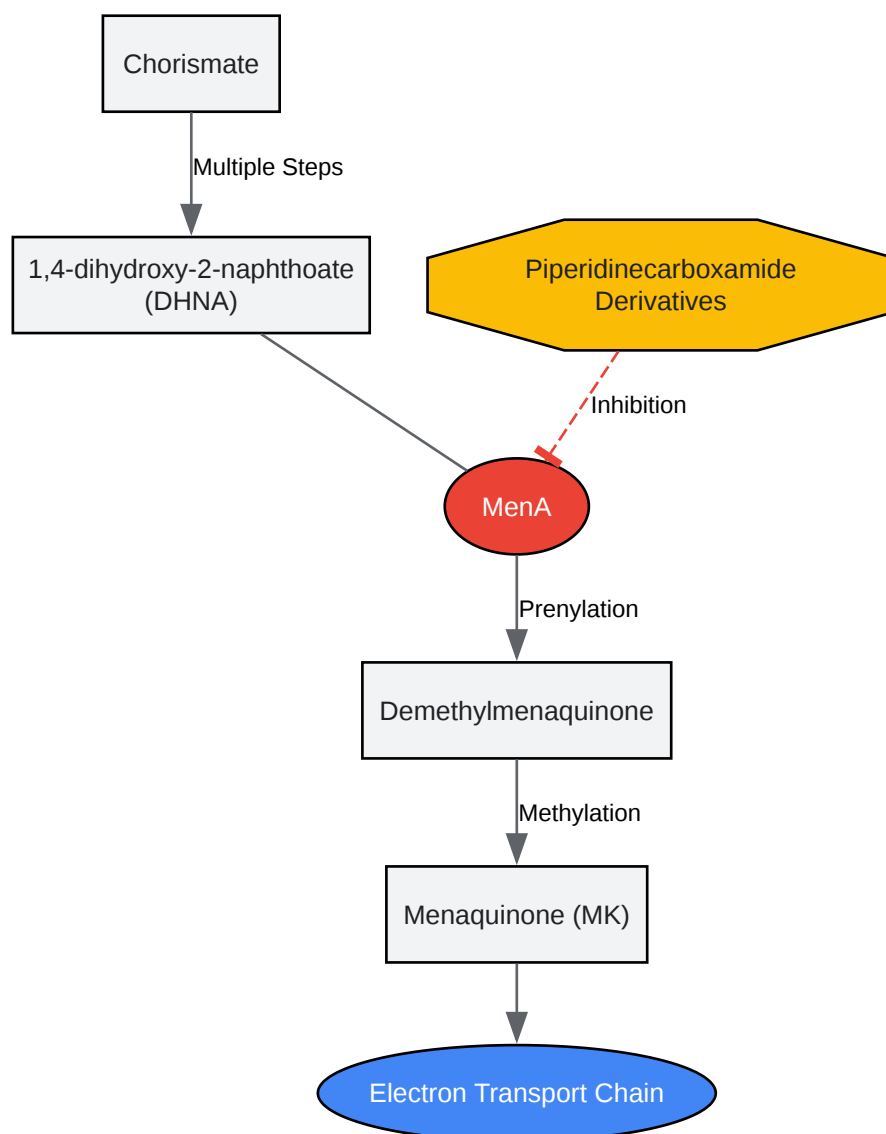 Chorismate
Multiple Steps
1,4-dihydroxy-2-naphthoate
(DHNA)
Piperidinecarboxamide
Derivatives
Inhibition
MenA
Prenylation
Demethylmenaquinone
Methylation
Menaquinone (MK)
Electron Transport Chain